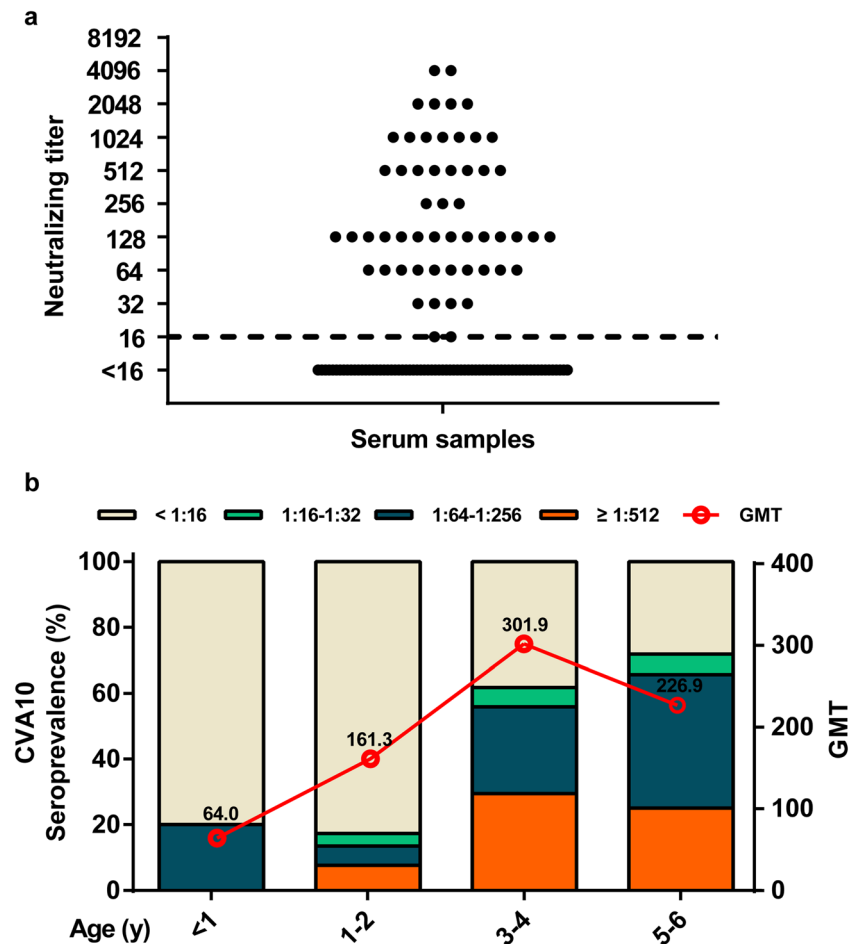 a
8192
4096
2048
1024
512
256
128
64
32
16
<16
Neutralizing titer
Serum samples
b
< 1:16 1:16-1:32 1:64-1:256 ≥ 1:512 GMT
100
80
60
40
20
0
CVA10
Seroprevalence (%)
64.0
161.3
301.9
226.9
400
300
200
100
0
GMT
Age (y) <1 1-2 3-4 5-6